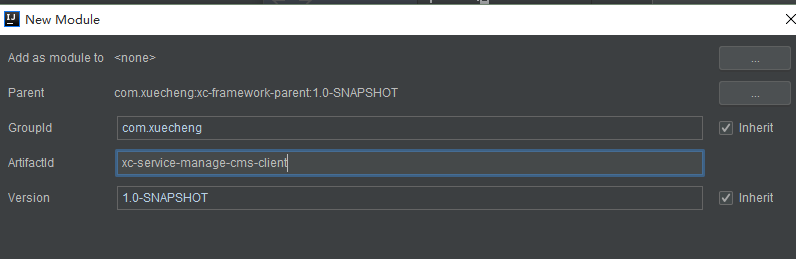 New Module
Add as module to <none>
...
Parent com.xuecheng:xc-framework-parent:1.0-SNAPSHOT
...
GroupId com.xuecheng Inherit
ArtifactId xc-service-manage-cms-client
Version 1.0-SNAPSHOT Inherit